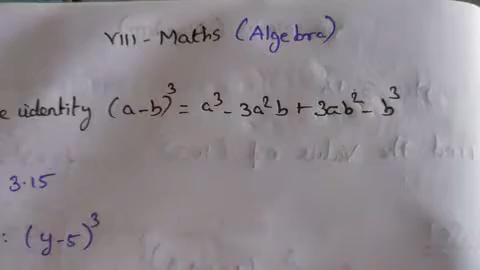 VIII - Maths (Algebra)
e identity (a-b)³ = a³ - 3a²b + 3ab² - b³
3.15
: (y-5)³